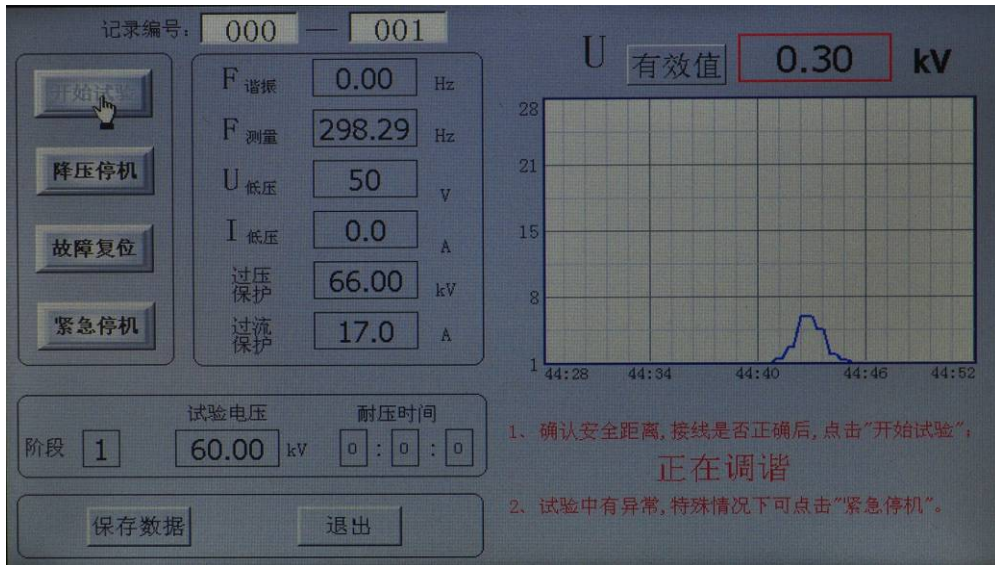 记录编号: 000 — 001
开始试验
降压停机
故障复位
紧急停机
F 谐振 0.00 Hz
F 测量 298.29 Hz
U 低压 50 V
I 低压 0.0 A
过压保护 66.00 kV
过流保护 17.0 A
U 有效值 0.30 kV
28
21
15
8
1
44:28 44:34 44:40 44:46 44:52
试验电压 耐压时间
阶段 1 60.00 kV 0 : 0 : 0
保存数据 退出
1、确认安全距离,接线是否正确后,点击"开始试验";
正在调谐
2、试验中有异常,特殊情况下可点击"紧急停机"。